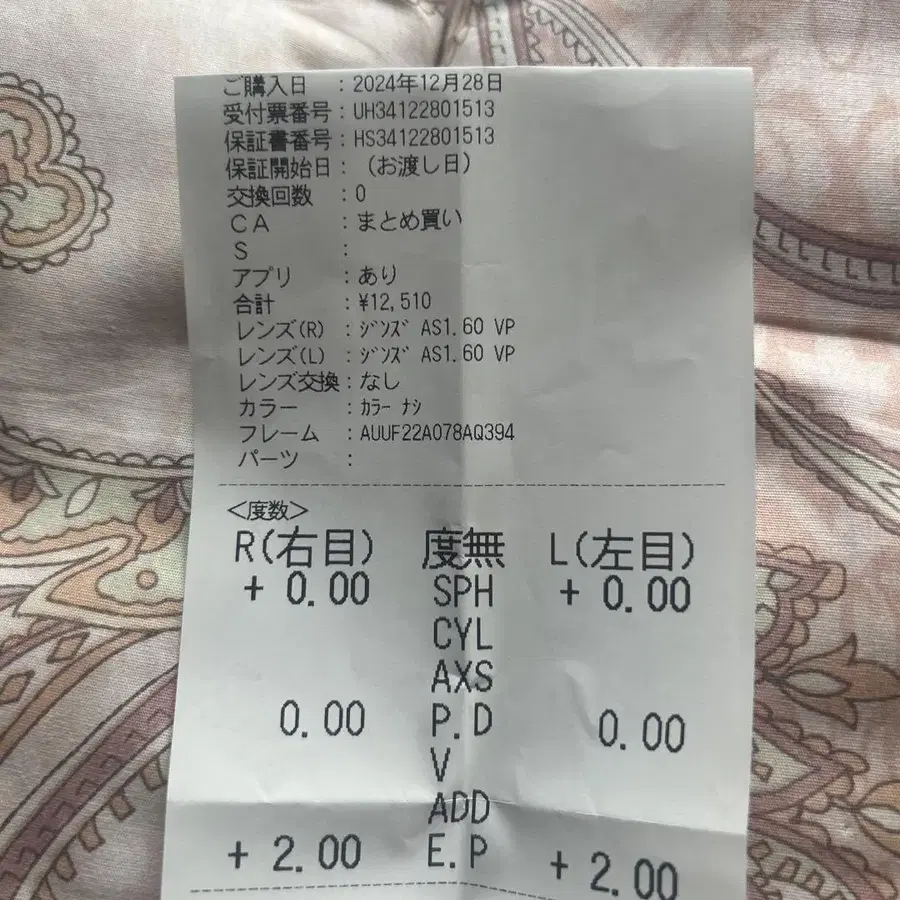 ご購入日 : 2024年12月28日
受付票番号 : UH34122801513
保証書番号 : HS34122801513
保証開始日 : (お渡し日)
交換回数 : 0
CA : まとめ買い
S :
アプリ : あり
合計 : ¥12,510
レンズ(R) : ｼﾞﾝｽﾞ AS1.60 VP
レンズ(L) : ｼﾞﾝｽﾞ AS1.60 VP
レンズ交換 : なし
カラー : ｶﾗｰ ﾅｼ
フレーム : AUUF22A078AQ394
パーツ :
<度数>
R(右目) 度無 L(左目)
+ 0.00 SPH + 0.00
CYL
AXS
0.00 P.D 0.00
V
ADD
+ 2.00 E.P + 2.00